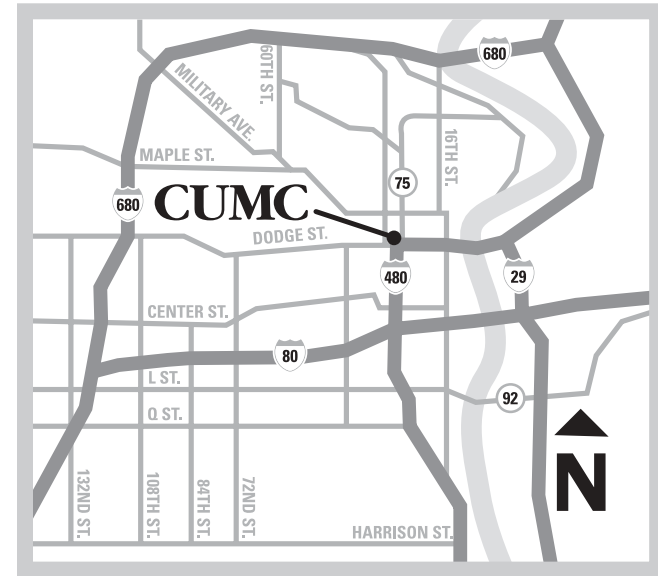 680
60TH ST.
MILITARY AVE.
16TH ST.
MAPLE ST.
75
680
CUMC
DODGE ST.
480
29
CENTER ST.
80
L ST.
92
Q ST.
132ND ST.
108TH ST.
84TH ST.
72ND ST.
N
HARRISON ST.